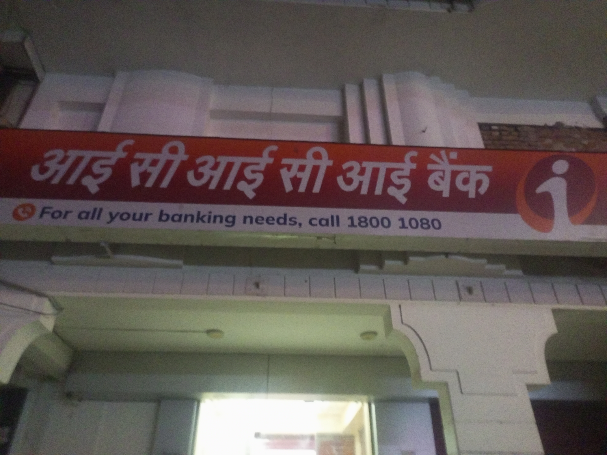 आई सी आई सी आई बैंक
For all your banking needs, call 1800 1080